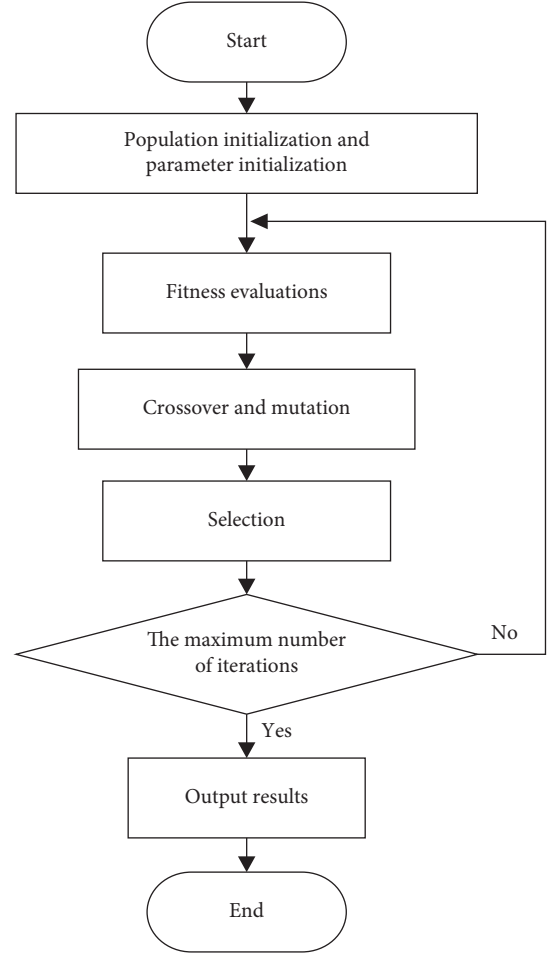 Start
Population initialization and
parameter initialization
Fitness evaluations
Crossover and mutation
Selection
The maximum number
of iterations
No
Yes
Output results
End